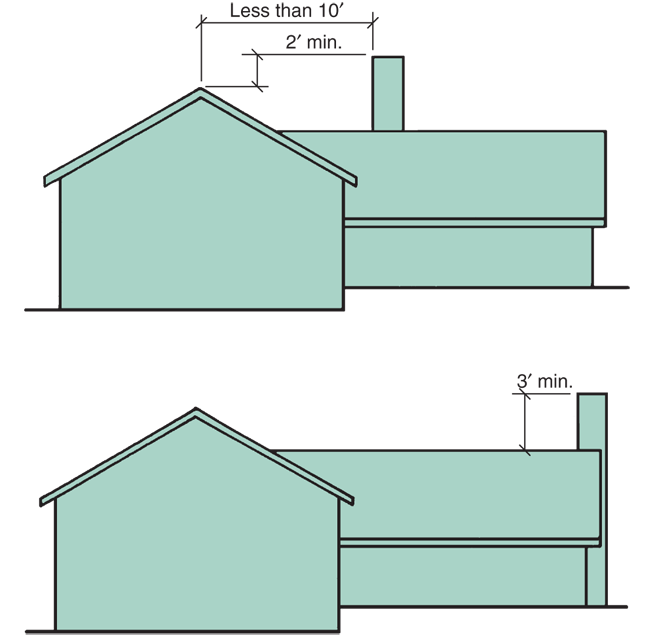 Less than 10′
2′ min.
3′ min.